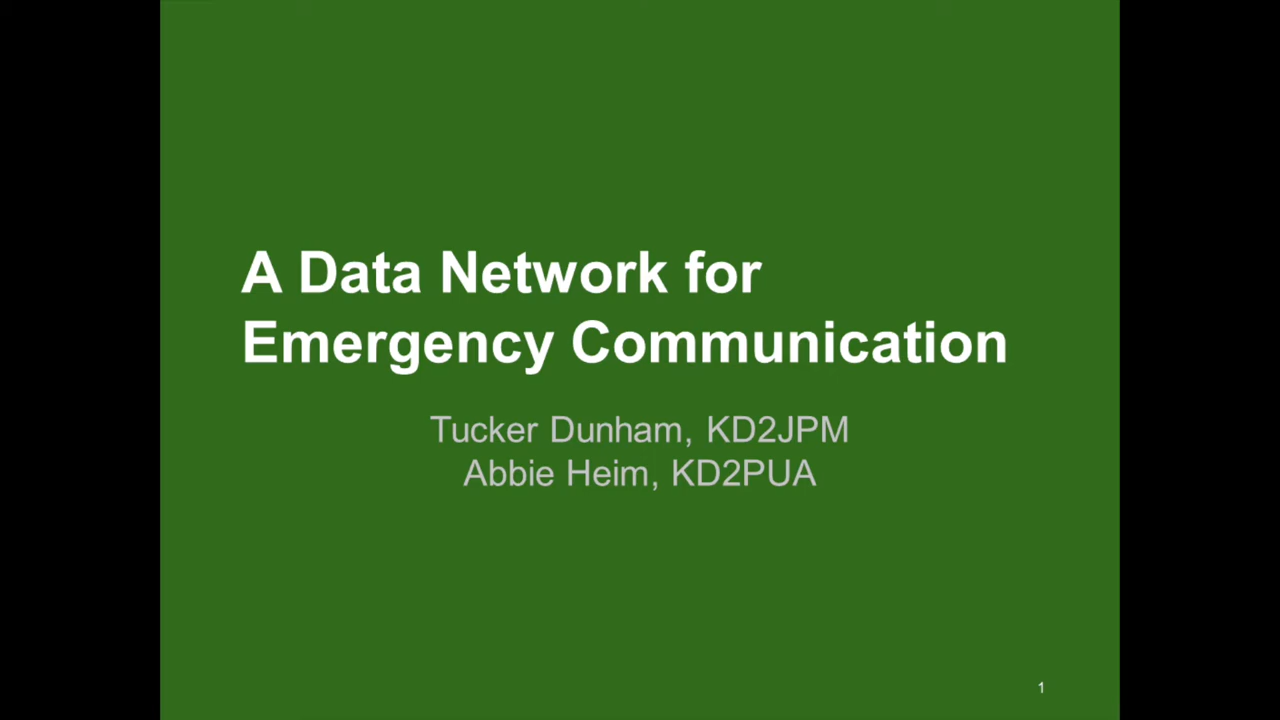 A Data Network for
Emergency Communication
Tucker Dunham, KD2JPM
Abbie Heim, KD2PUA
1